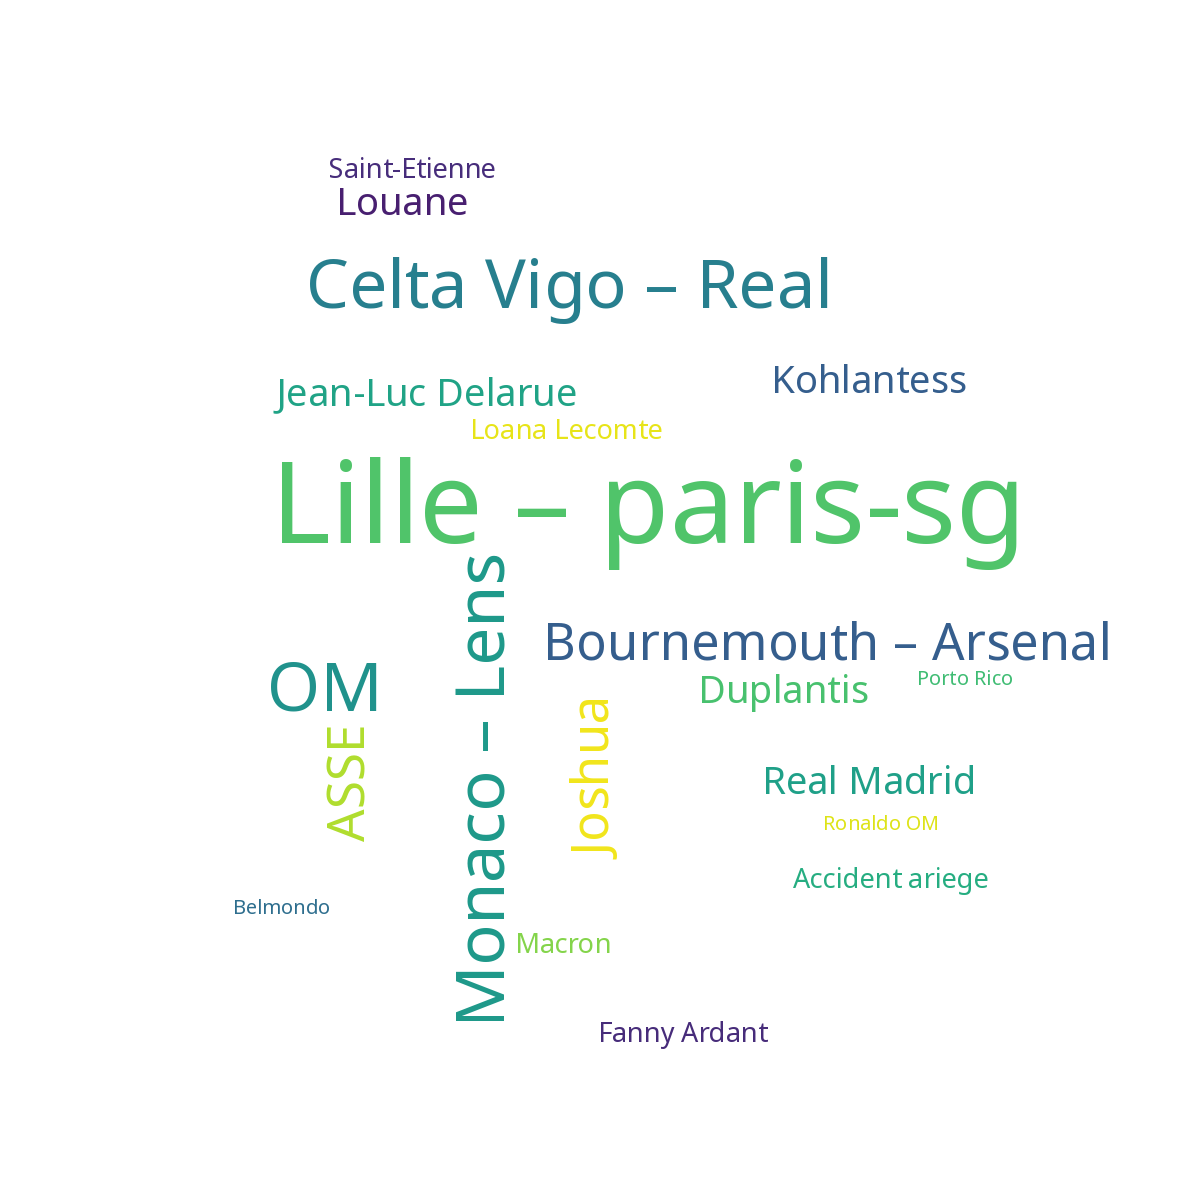 Saint-Etienne
Louane
Celta Vigo – Real
Kohlantess
Jean-Luc Delarue
Loana Lecomte
Lille – paris-sg
Monaco – Lens
Bournemouth – Arsenal
OM
Duplantis
Porto Rico
ASSE
Joshua
Real Madrid
Ronaldo OM
Accident ariege
Belmondo
Macron
Fanny Ardant